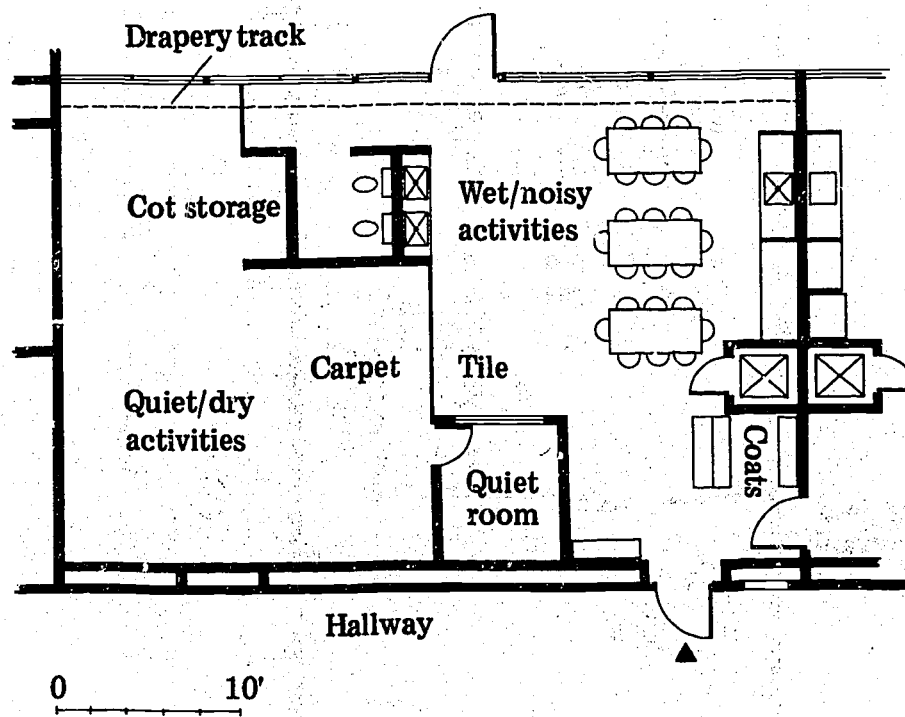 Drapery track
Cot storage
Wet/noisy
activities
Carpet
Tile
Quiet/dry
activities
Quiet
room
Coats
Hallway
0 10'